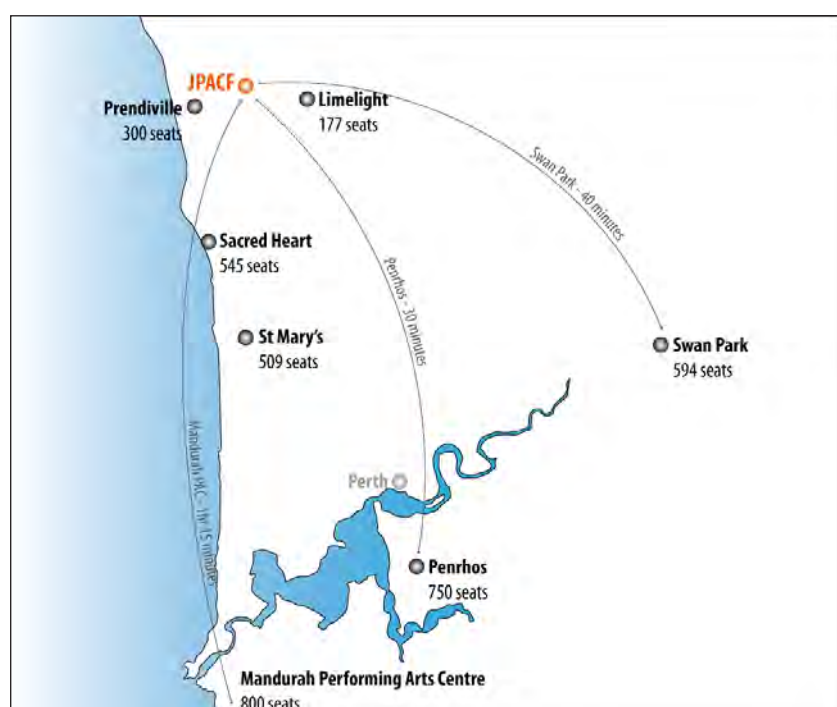 JPACF
Prendiville
300 seats
Limelight
177 seats
Swan Park - 40 minutes
Sacred Heart
545 seats
Penrhos - 30 minutes
St Mary's
509 seats
Swan Park
594 seats
Mandurah PAC - 1hr 15 minutes
Perth
Penrhos
750 seats
Mandurah Performing Arts Centre
800 seats